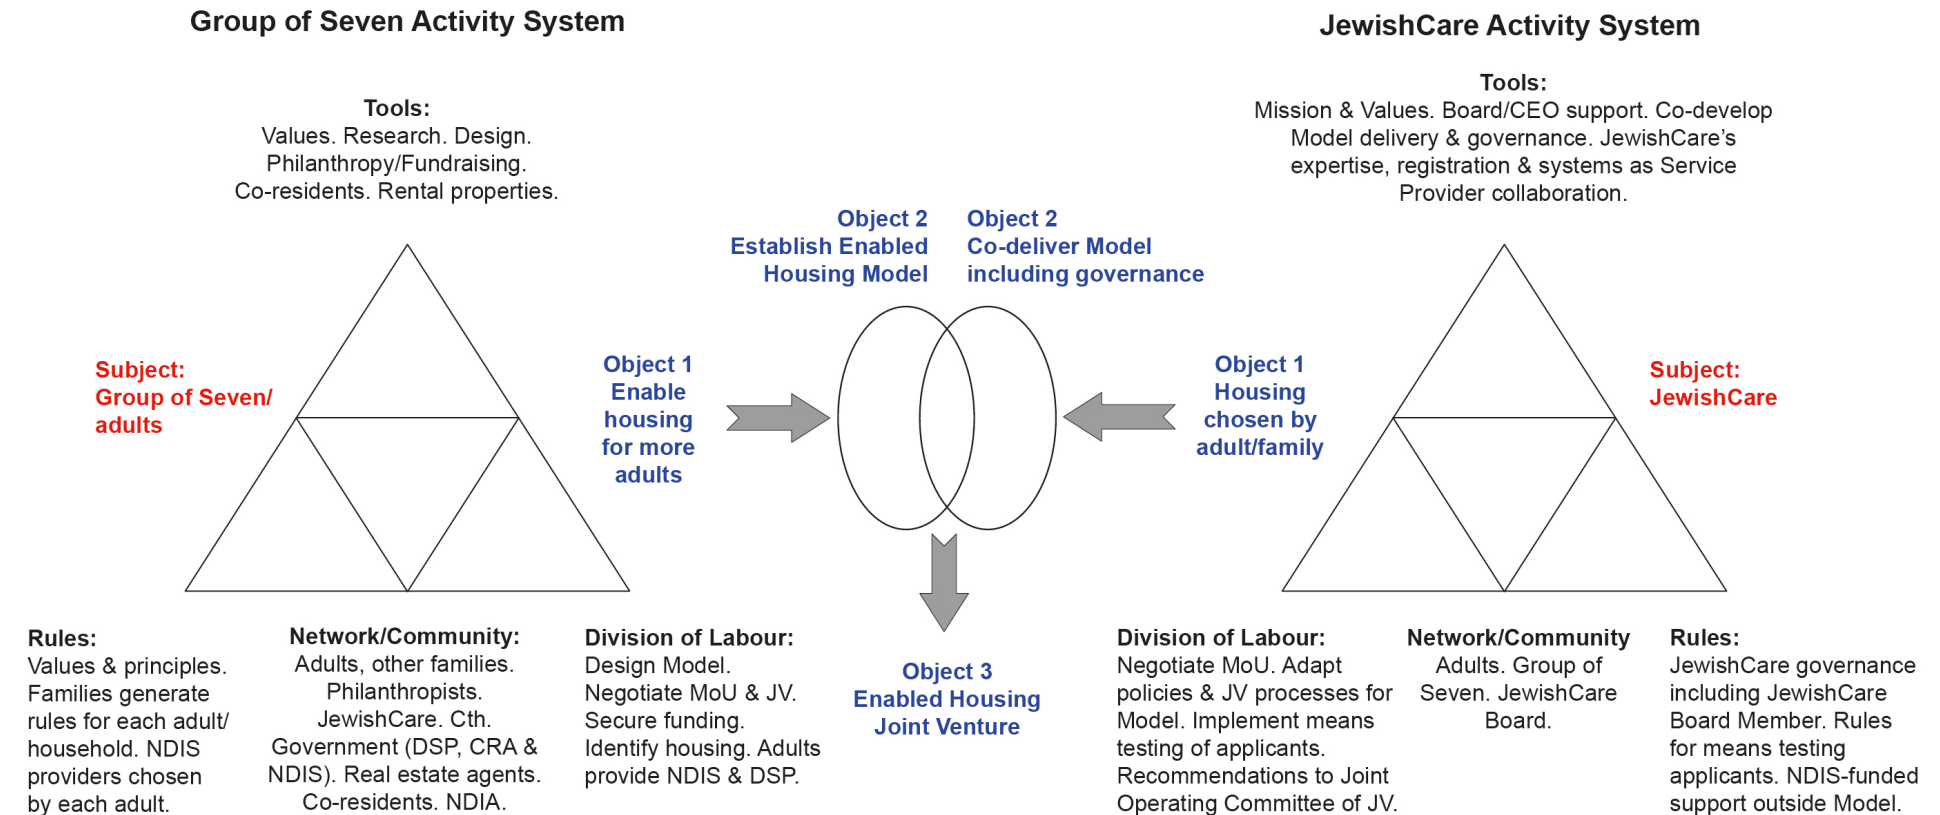 Group of Seven Activity System
Tools:
Values. Research. Design.
Philanthropy/Fundraising.
Co-residents. Rental properties.
Subject:
Group of Seven/
adults
Object 1
Enable
housing
for more
adults
Rules:
Values & principles.
Families generate
rules for each adult/
household. NDIS
providers chosen
by each adult.
Network/Community:
Adults, other families.
Philanthropists.
JewishCare. Cth.
Government (DSP, CRA &
NDIS). Real estate agents.
Co-residents. NDIA.
Division of Labour:
Design Model.
Negotiate MoU & JV.
Secure funding.
Identify housing. Adults
provide NDIS & DSP.
Object 2
Establish Enabled
Housing Model
Object 2
Co-deliver Model
including governance
Object 3
Enabled Housing
Joint Venture
JewishCare Activity System
Tools:
Mission & Values. Board/CEO support. Co-develop
Model delivery & governance. JewishCare’s
expertise, registration & systems as Service
Provider collaboration.
Object 1
Housing
chosen by
adult/family
Subject:
JewishCare
Division of Labour:
Negotiate MoU. Adapt
policies & JV processes for
Model. Implement means
testing of applicants.
Recommendations to Joint
Operating Committee of JV.
Network/Community
Adults. Group of
Seven. JewishCare
Board.
Rules:
JewishCare governance
including JewishCare
Board Member. Rules
for means testing
applicants. NDIS-funded
support outside Model.